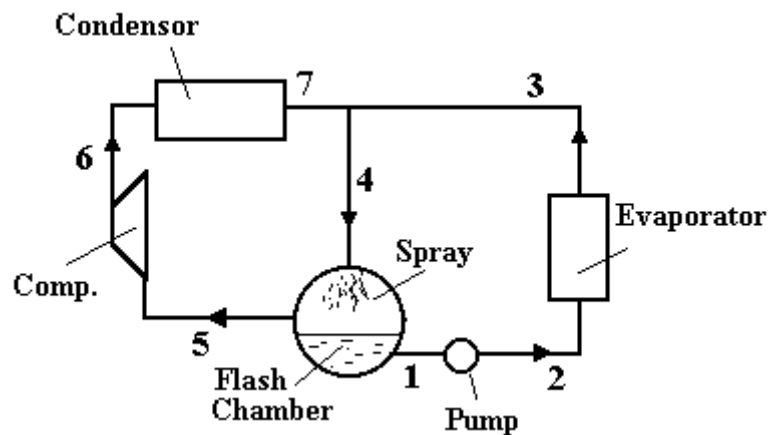 Condensor
7
3
6
4
Evaporator
Spray
Comp.
5
Flash
Chamber
1
2
Pump